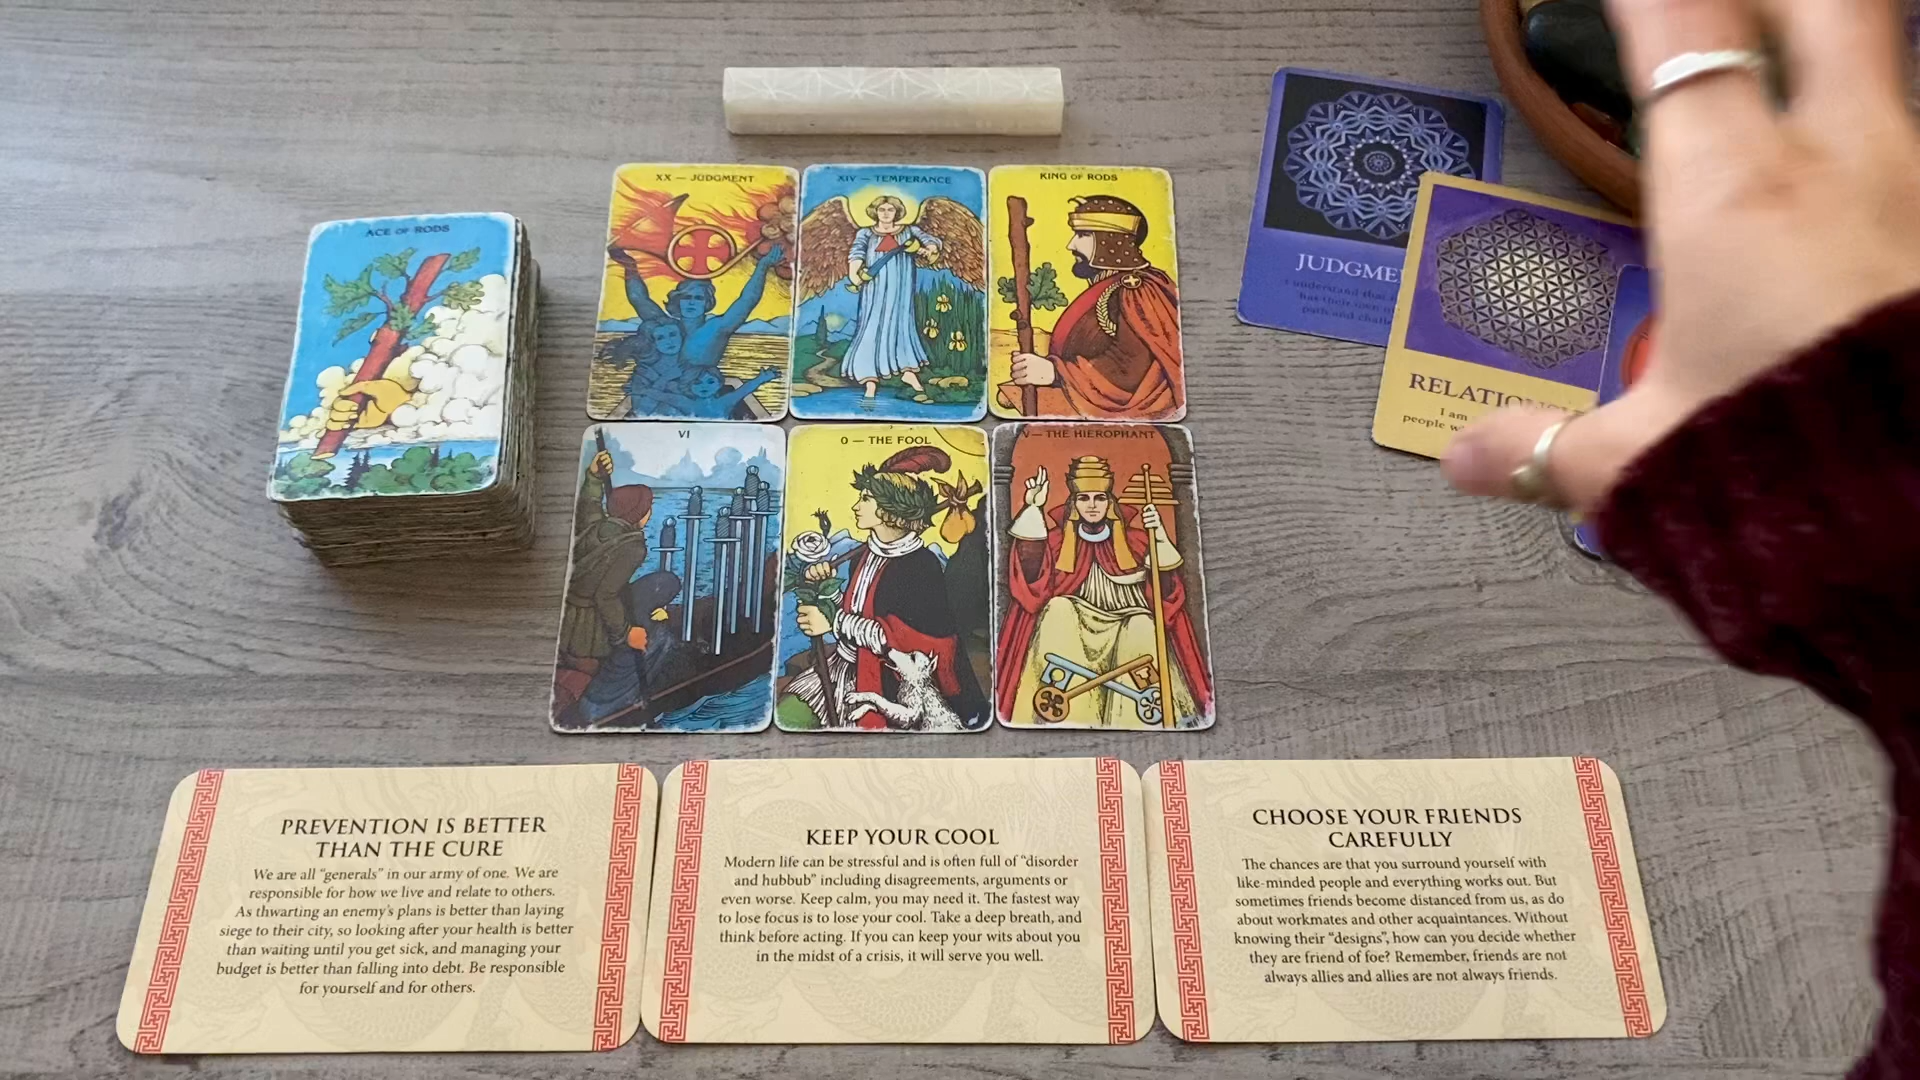 ACE OF RODS
XX — JUDGMENT
XIV — TEMPERANCE
KING OF RODS
VI
0 — THE FOOL
V — THE HIEROPHANT
I understand that
has their own
path and
RELATIONS
I am
people
PREVENTION IS BETTER
THAN THE CURE
We are all "generals" in our army of one. We are
responsible for how we live and relate to others.
As thwarting an enemy's plans is better than laying
siege to their city, so looking after your health is better
than waiting until you get sick, and managing your
budget is better than falling into debt. Be responsible
for yourself and for others.
KEEP YOUR COOL
Modern life can be stressful and is often full of "disorder
and hubbub" including disagreements, arguments or
even worse. Keep calm, you may need it. The fastest way
to lose focus is to lose your cool. Take a deep breath, and
think before acting. If you can keep your wits about you
in the midst of a crisis, it will serve you well.
CHOOSE YOUR FRIENDS
CAREFULLY
The chances are that you surround yourself with
like-minded people and everything works out. But
sometimes friends become distanced from us, as do
about workmates and other acquaintances. Without
knowing their "designs", how can you decide whether
they are friend of foe? Remember, friends are not
always allies and allies are not always friends.